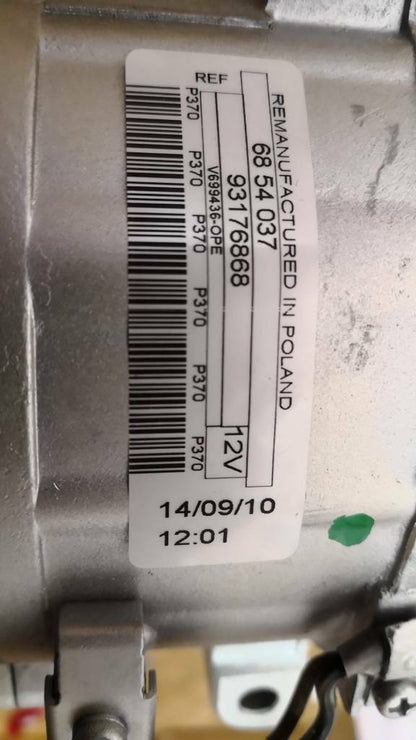 REMANUFACTURED IN POLAND
68 54 037
REF
93176868
12V
V699436-OPE
P370 P370 P370 P370 P370 P370
14/09/10
12:01